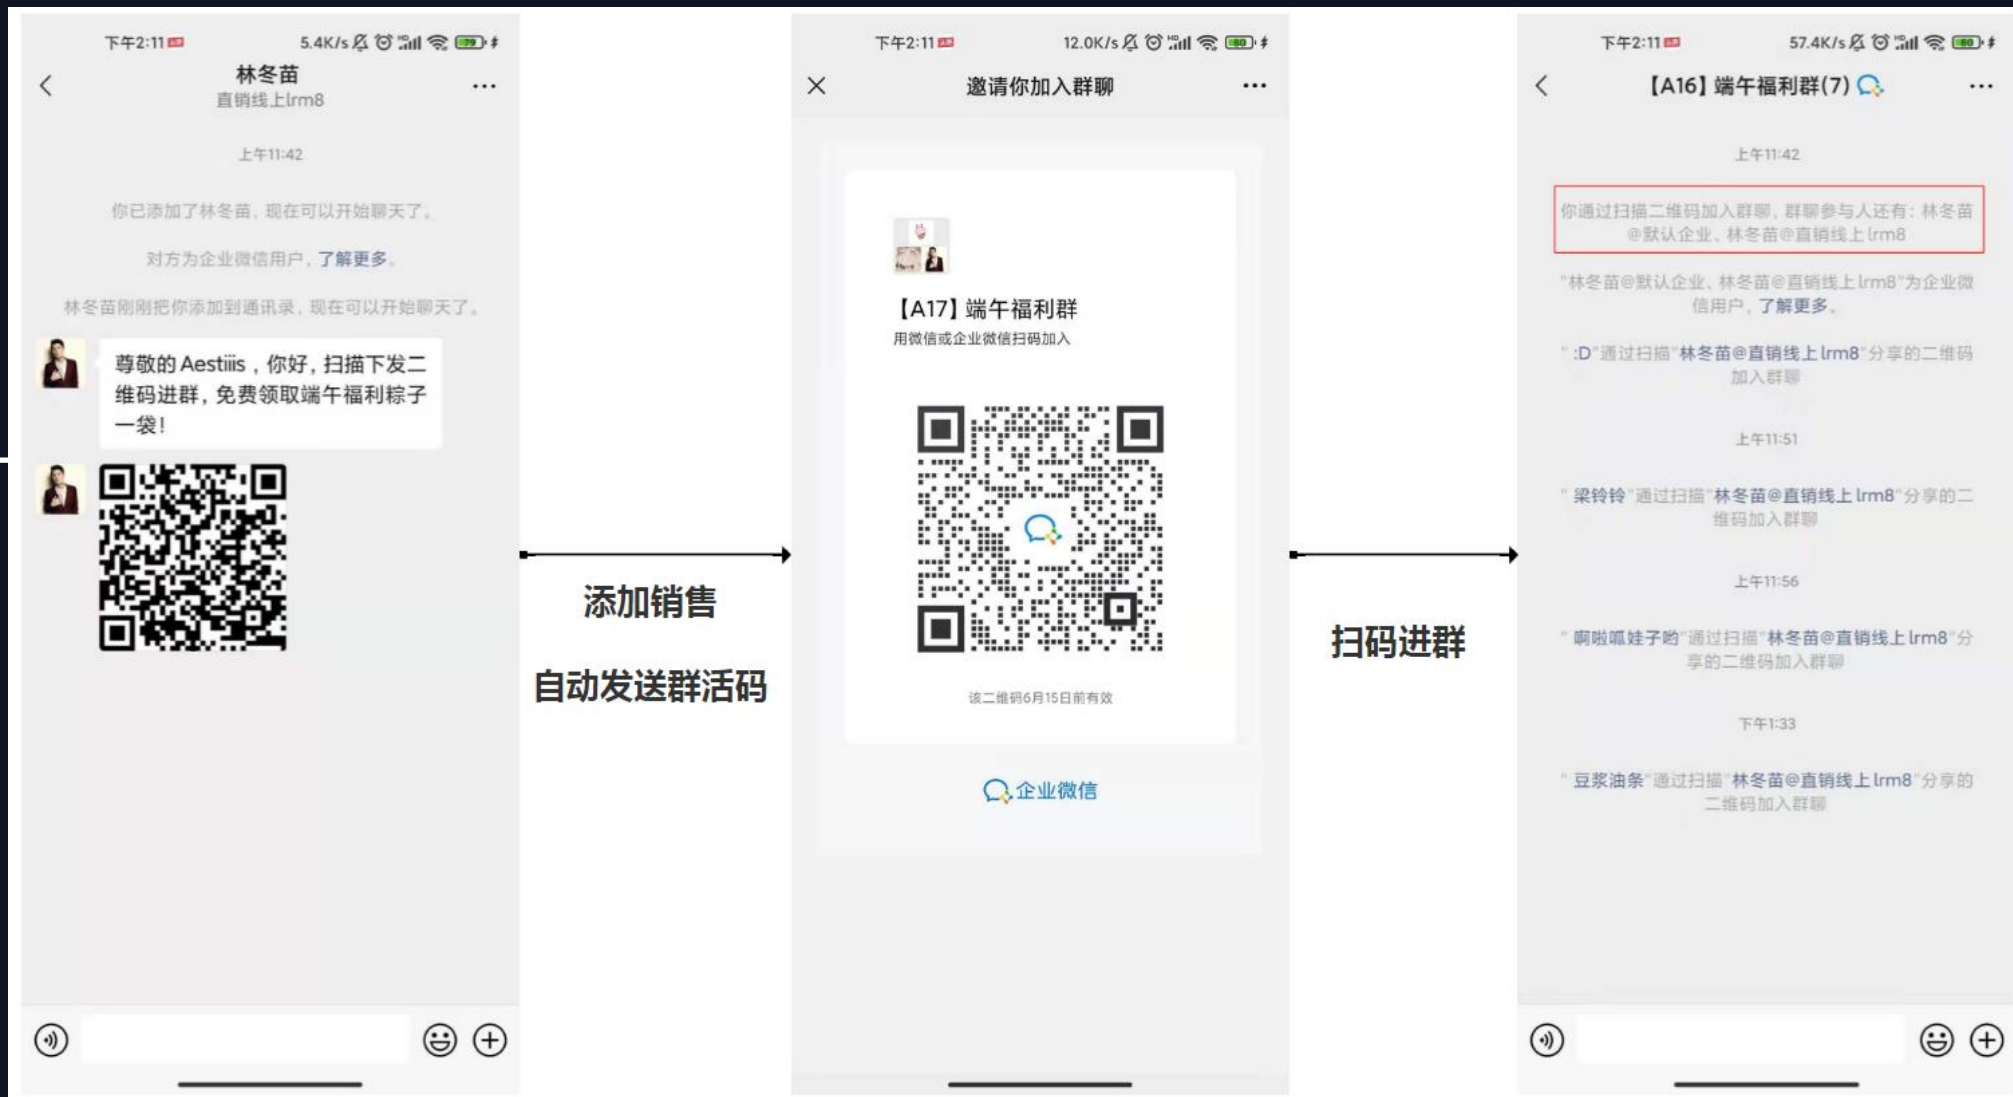 下午2:11
5.4K/s
79
林冬苗
直销线上lrm8
上午11:42
你已添加了林冬苗,现在可以开始聊天了。
对方为企业微信用户,了解更多。
林冬苗刚刚把你添加到通讯录,现在可以开始聊天了。
尊敬的 Aestiiis ,你好,扫描下发二
维码进群,免费领取端午福利粽子
一袋!
添加销售
自动发送群活码
下午2:11
12.0K/s
80
邀请你加入群聊
【A17】端午福利群
用微信或企业微信扫码加入
该二维码6月15日前有效
企业微信
扫码进群
下午2:11
57.4K/s
80
【A16】端午福利群(7)
上午11:42
你通过扫描二维码加入群聊,群聊参与人还有:林冬苗
@默认企业、林冬苗@直销线上lrm8
"林冬苗@默认企业、林冬苗@直销线上lrm8"为企业微
信用户,了解更多。
" :D"通过扫描"林冬苗@直销线上lrm8"分享的二维码
加入群聊
上午11:51
" 梁铃铃"通过扫描"林冬苗@直销线上lrm8"分享的二
维码加入群聊
上午11:56
" 啊啦呱娃子哟"通过扫描"林冬苗@直销线上lrm8"分
享的二维码加入群聊
下午1:33
" 豆浆油条"通过扫描"林冬苗@直销线上lrm8"分享的
二维码加入群聊